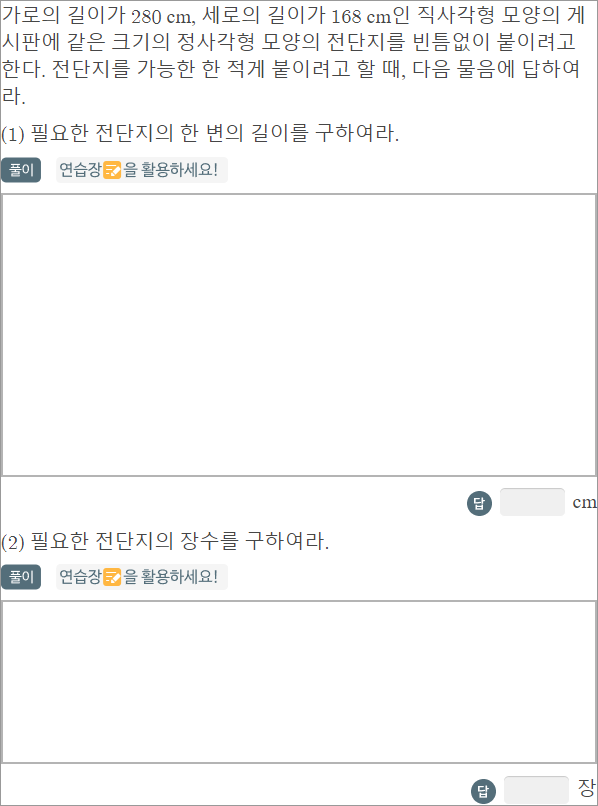 가로의 길이가 280 cm, 세로의 길이가 168 cm인 직사각형 모양의 게
시판에 같은 크기의 정사각형 모양의 전단지를 빈틈없이 붙이려고
한다. 전단지를 가능한 한 적게 붙이려고 할 때, 다음 물음에 답하여
라.
(1) 필요한 전단지의 한 변의 길이를 구하여라.
풀이 연습장을 활용하세요!
답 cm
(2) 필요한 전단지의 장수를 구하여라.
풀이 연습장을 활용하세요!
답 장